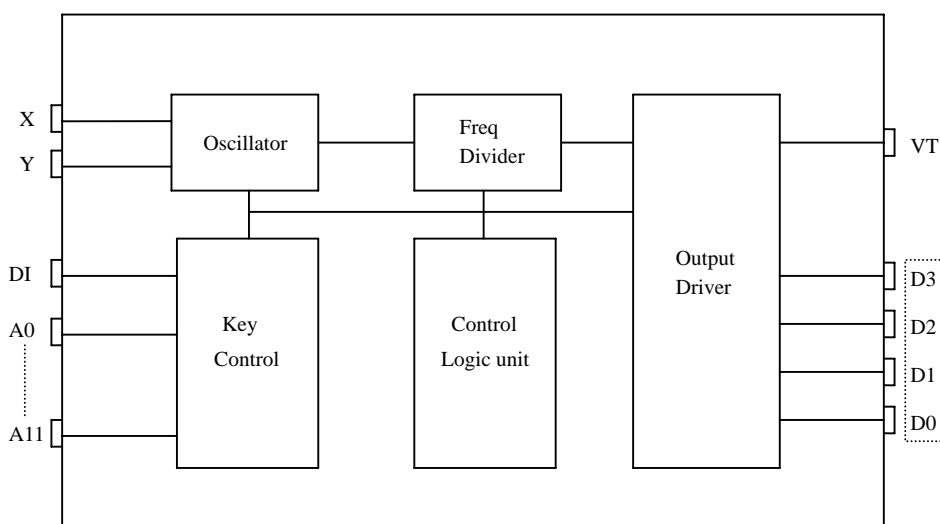 X
Y
DI
A0
A11
Oscillator
Freq
Divider
Key
Control
Control
Logic unit
Output
Driver
VT
D3
D2
D1
D0